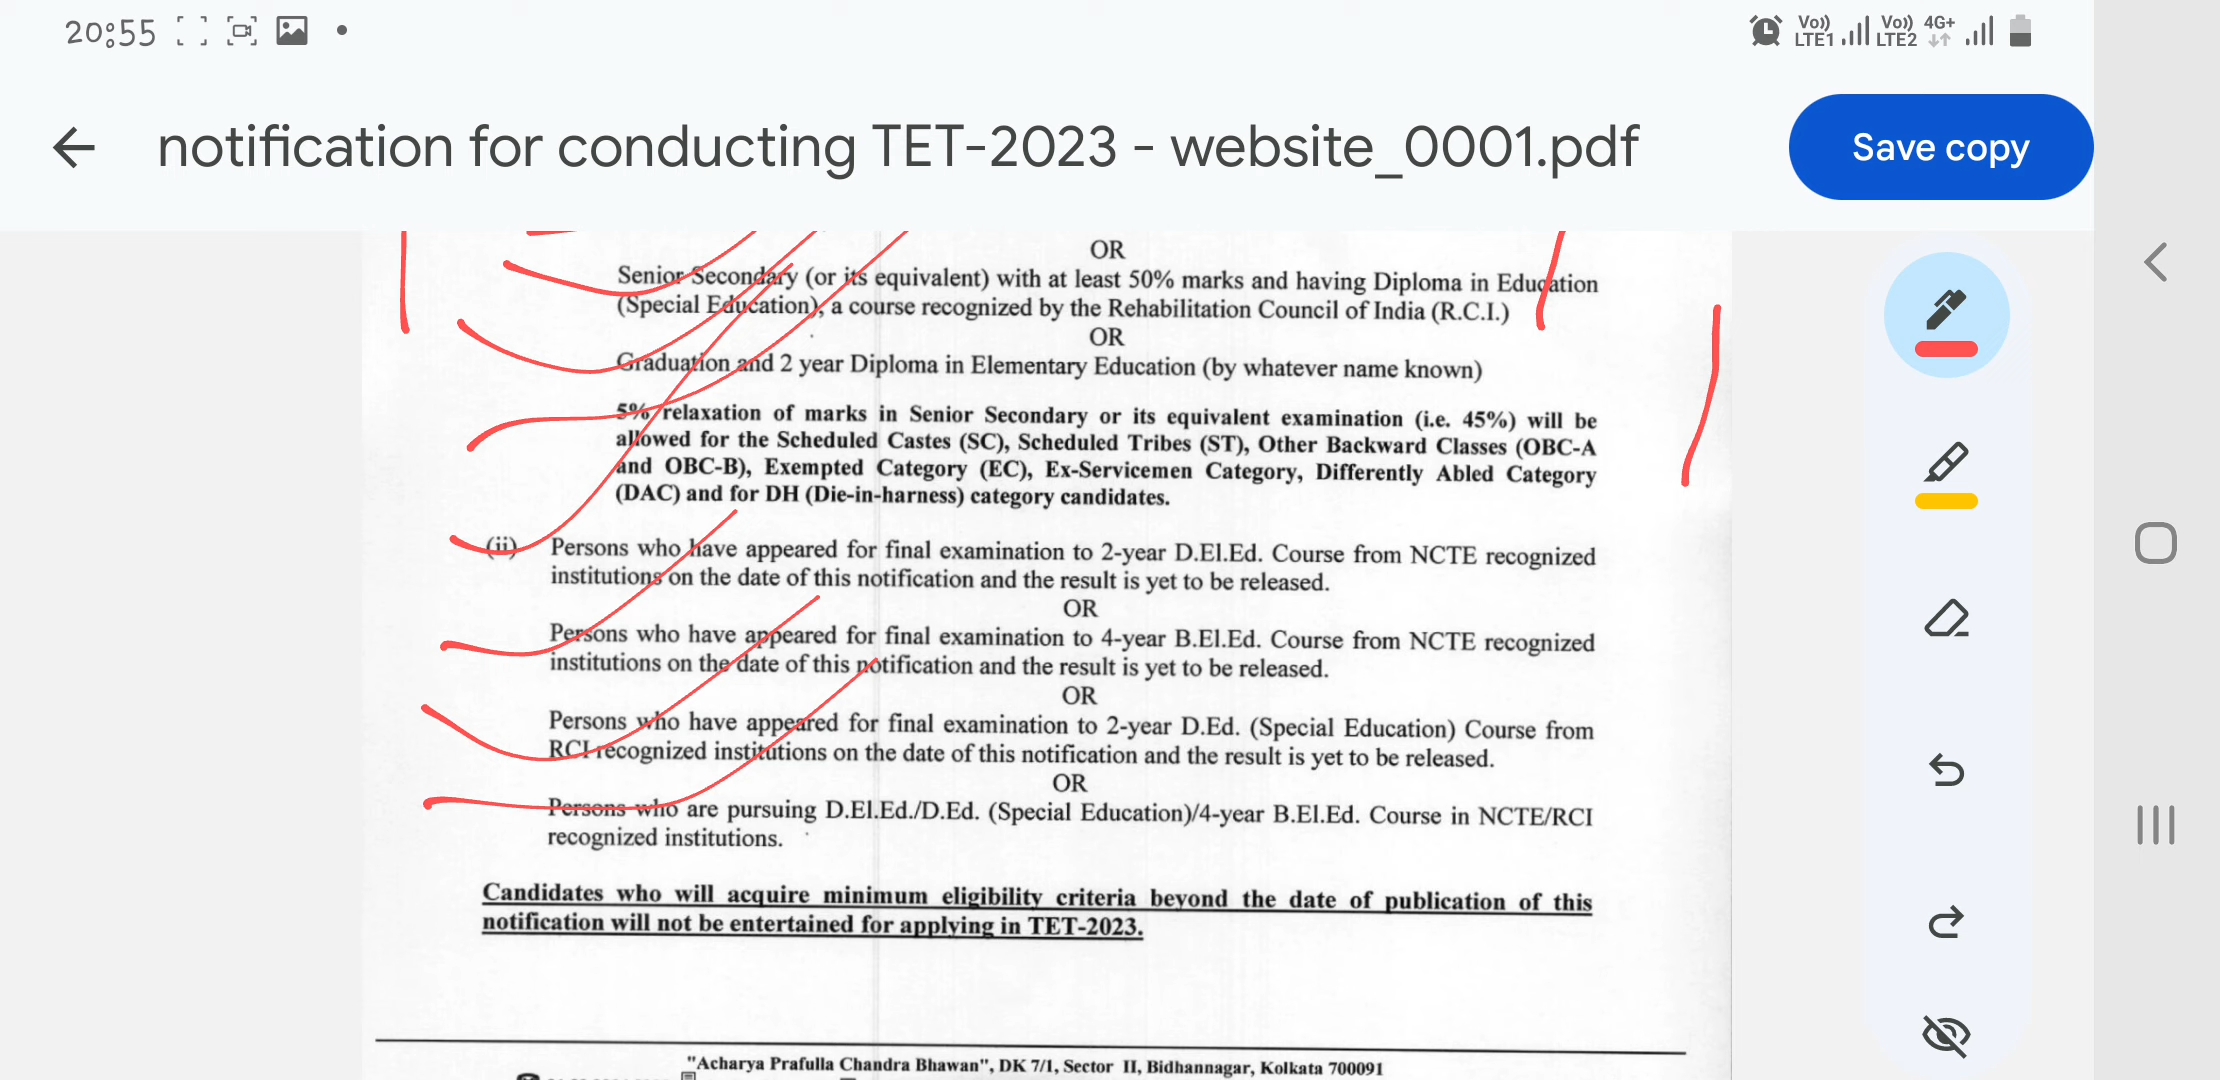 20:55
Vo)) LTE1 Vo)) LTE2 4G+
notification for conducting TET-2023 - website_0001.pdf
Save copy
OR
Senior Secondary (or its equivalent) with at least 50% marks and having Diploma in Education
(Special Education), a course recognized by the Rehabilitation Council of India (R.C.I.)
OR
Graduation and 2 year Diploma in Elementary Education (by whatever name known)
5% relaxation of marks in Senior Secondary or its equivalent examination (i.e. 45%) will be
allowed for the Scheduled Castes (SC), Scheduled Tribes (ST), Other Backward Classes (OBC-A
and OBC-B), Exempted Category (EC), Ex-Servicemen Category, Differently Abled Category
(DAC) and for DH (Die-in-harness) category candidates.
(ii) Persons who have appeared for final examination to 2-year D.El.Ed. Course from NCTE recognized
institutions on the date of this notification and the result is yet to be released.
OR
Persons who have appeared for final examination to 4-year B.El.Ed. Course from NCTE recognized
institutions on the date of this notification and the result is yet to be released.
OR
Persons who have appeared for final examination to 2-year D.Ed. (Special Education) Course from
RCI recognized institutions on the date of this notification and the result is yet to be released.
OR
Persons who are pursuing D.El.Ed./D.Ed. (Special Education)/4-year B.El.Ed. Course in NCTE/RCI
recognized institutions.
Candidates who will acquire minimum eligibility criteria beyond the date of publication of this
notification will not be entertained for applying in TET-2023.
"Acharya Prafulla Chandra Bhawan", DK 7/1, Sector II, Bidhannagar, Kolkata 700091